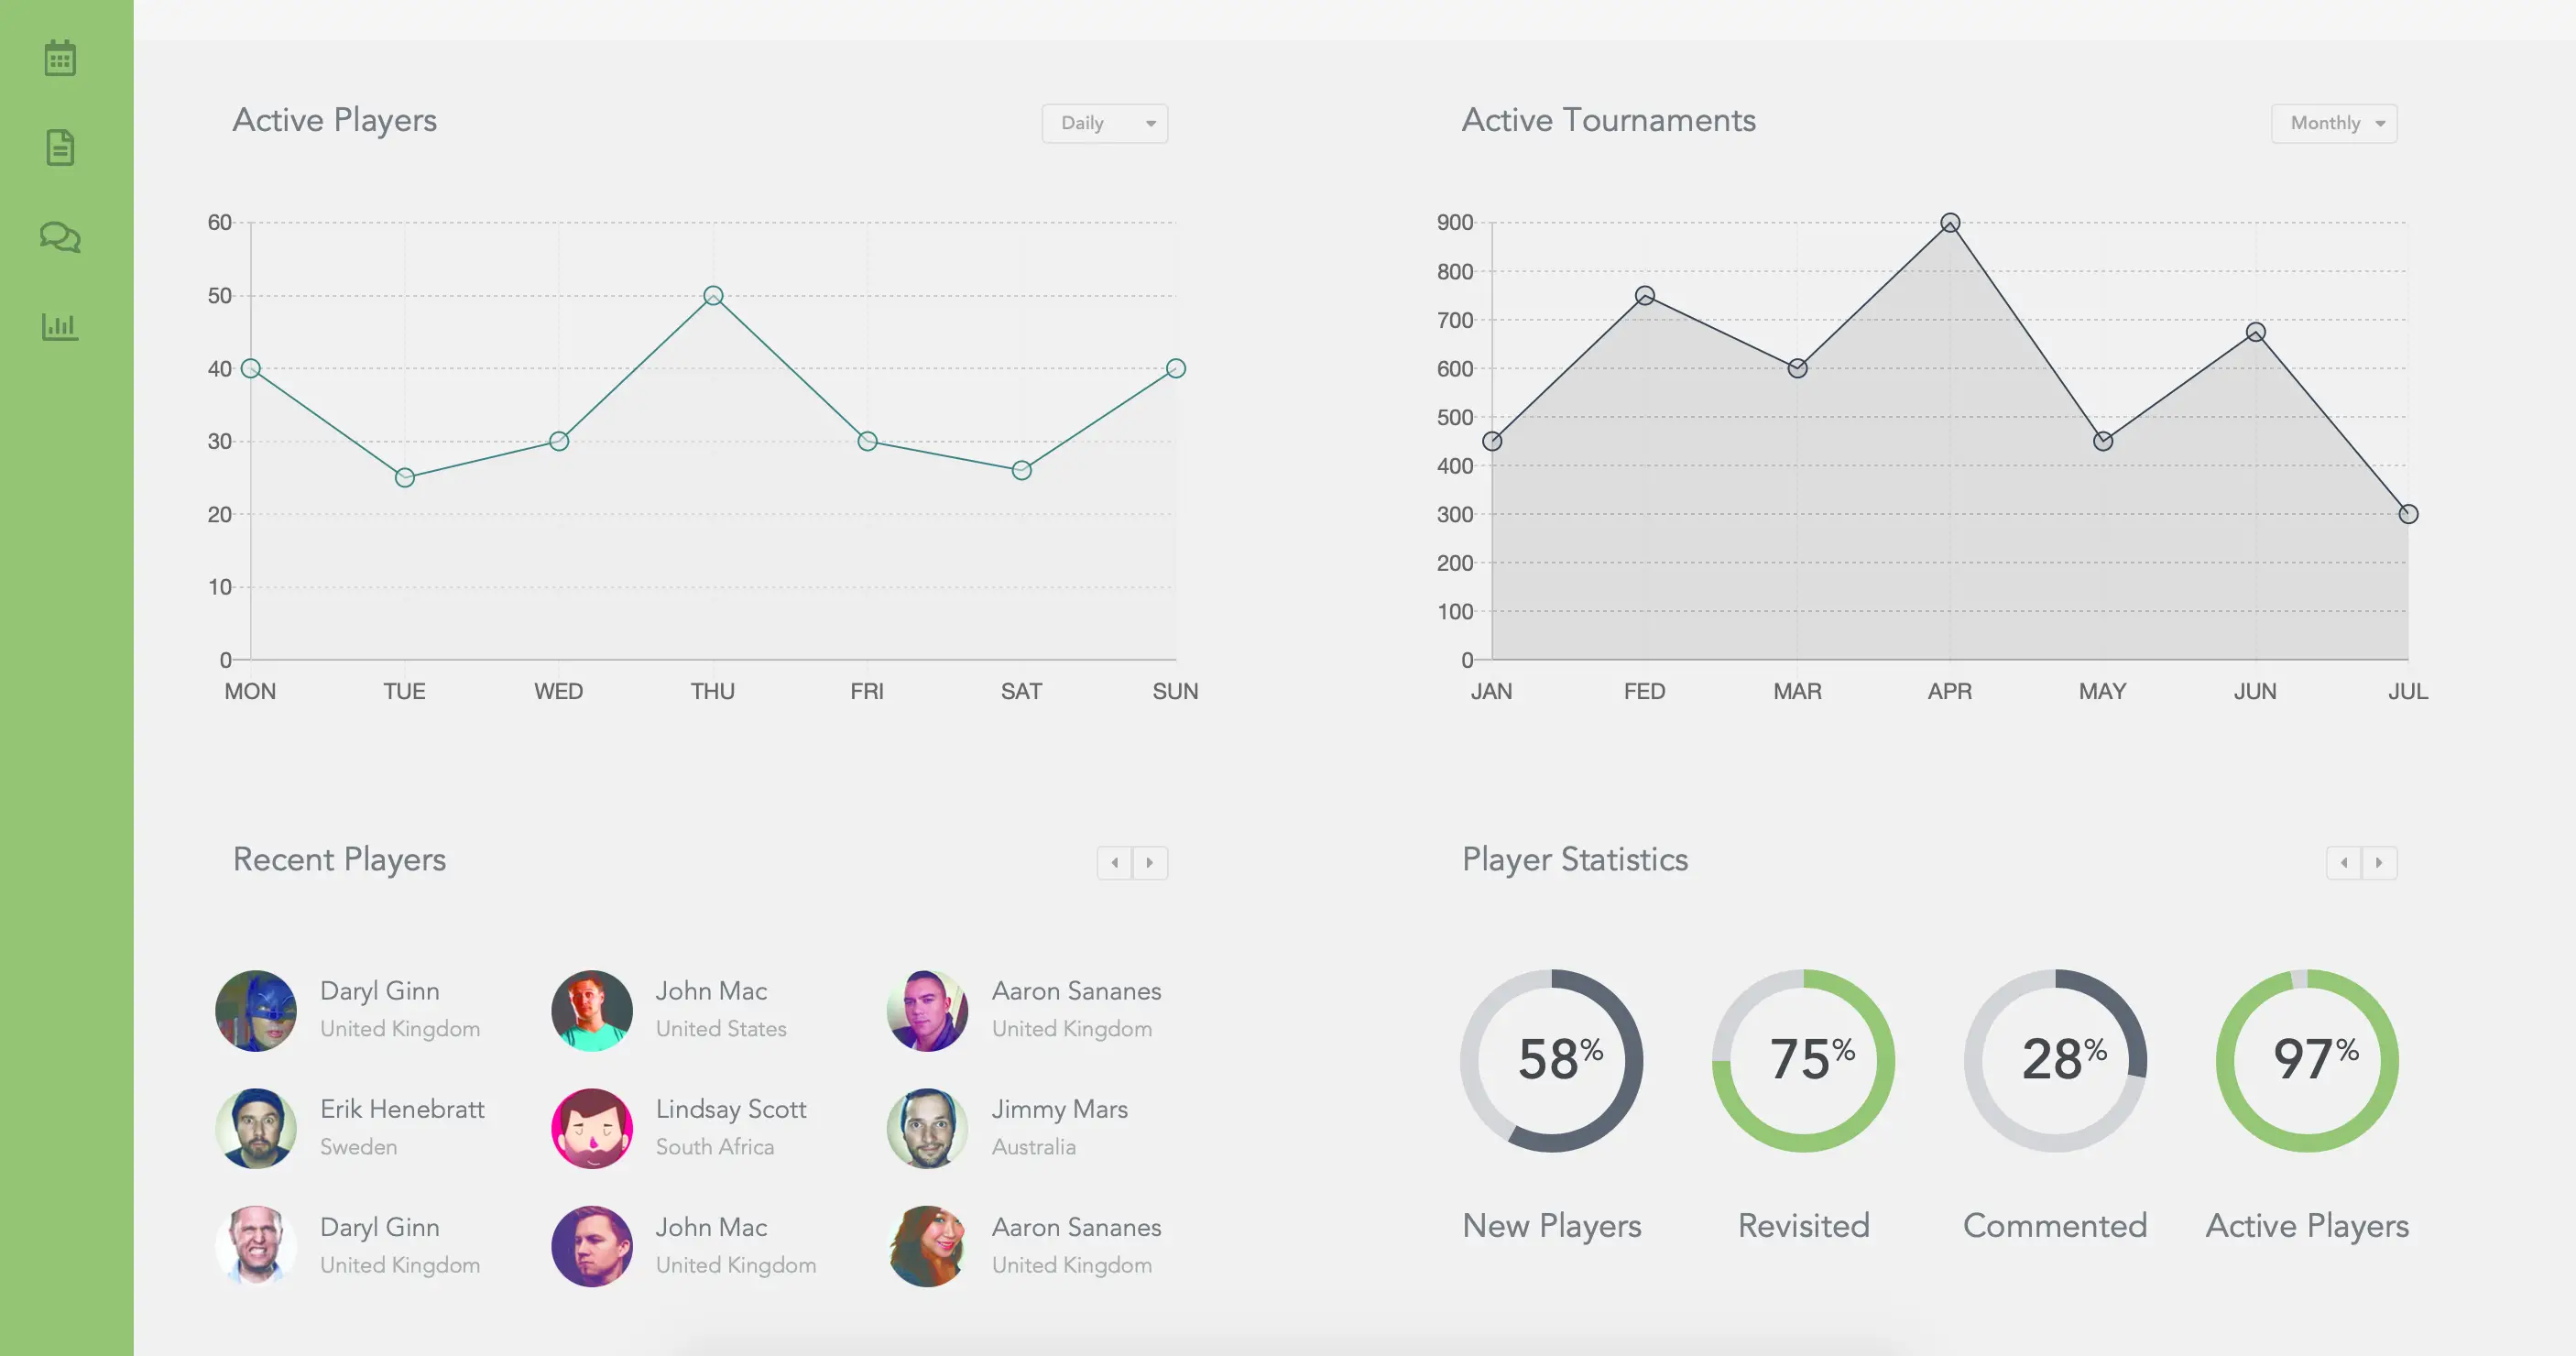 Active Players
Daily
60
50
40
30
20
10
0
MON TUE WED THU FRI SAT SUN
Active Tournaments
Monthly
900
800
700
600
500
400
300
200
100
0
JAN FED MAR APR MAY JUN JUL
Recent Players
Daryl Ginn
United Kingdom
John Mac
United States
Aaron Sananes
United Kingdom
Erik Henebratt
Sweden
Lindsay Scott
South Africa
Jimmy Mars
Australia
Daryl Ginn
United Kingdom
John Mac
United Kingdom
Aaron Sananes
United Kingdom
Player Statistics
58%
New Players
75%
Revisited
28%
Commented
97%
Active Players